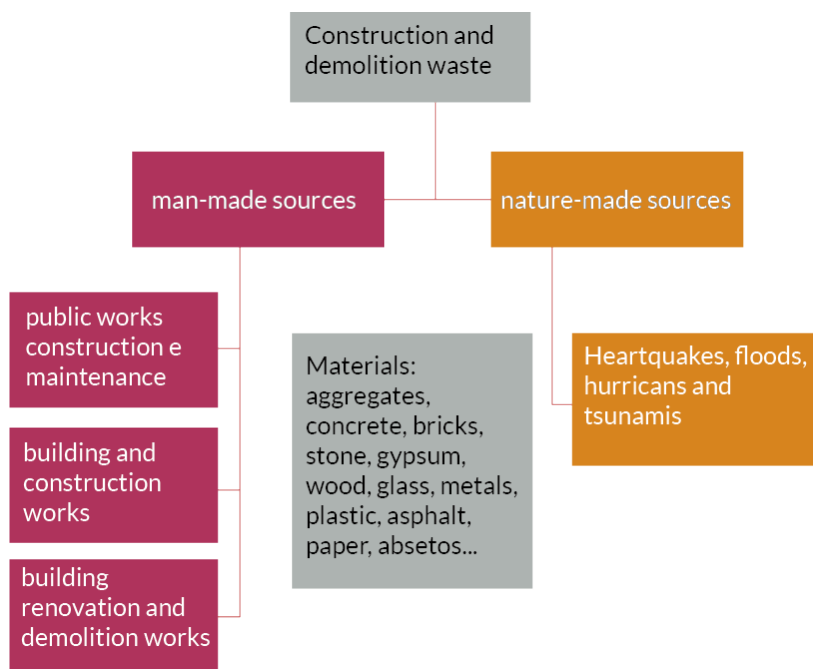 Construction and
demolition waste
man-made sources
nature-made sources
public works
construction e
maintenance
building and
construction
works
building
renovation and
demolition works
Materials:
aggregates,
concrete, bricks,
stone, gypsum,
wood, glass, metals,
plastic, asphalt,
paper, absetos...
Heartquakes, floods,
hurricans and
tsunamis